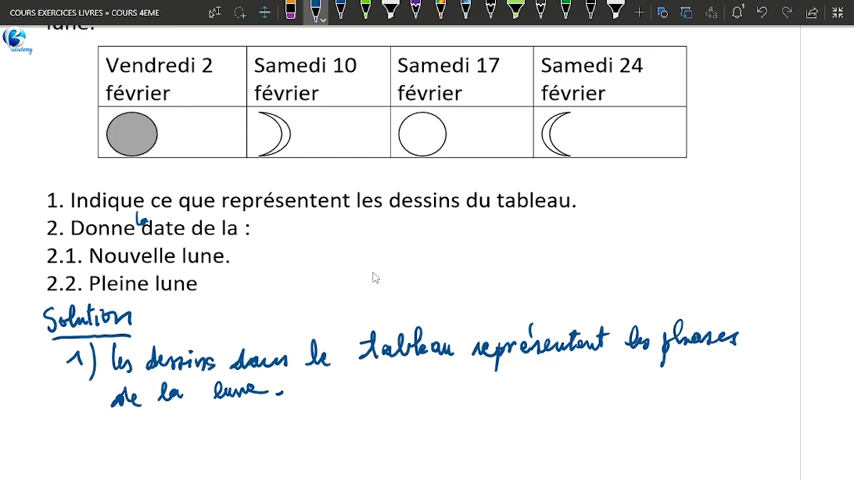 COURS EXERCICES LIVRES » COURS 4EME
lune.
academy
Vendredi 2 février
Samedi 10 février
Samedi 17 février
Samedi 24 février
1. Indique ce que représentent les dessins du tableau.
la
2. Donne date de la :
2.1. Nouvelle lune.
2.2. Pleine lune
Solution
1) les dessins dans le tableau représentent les phases
de la lune.